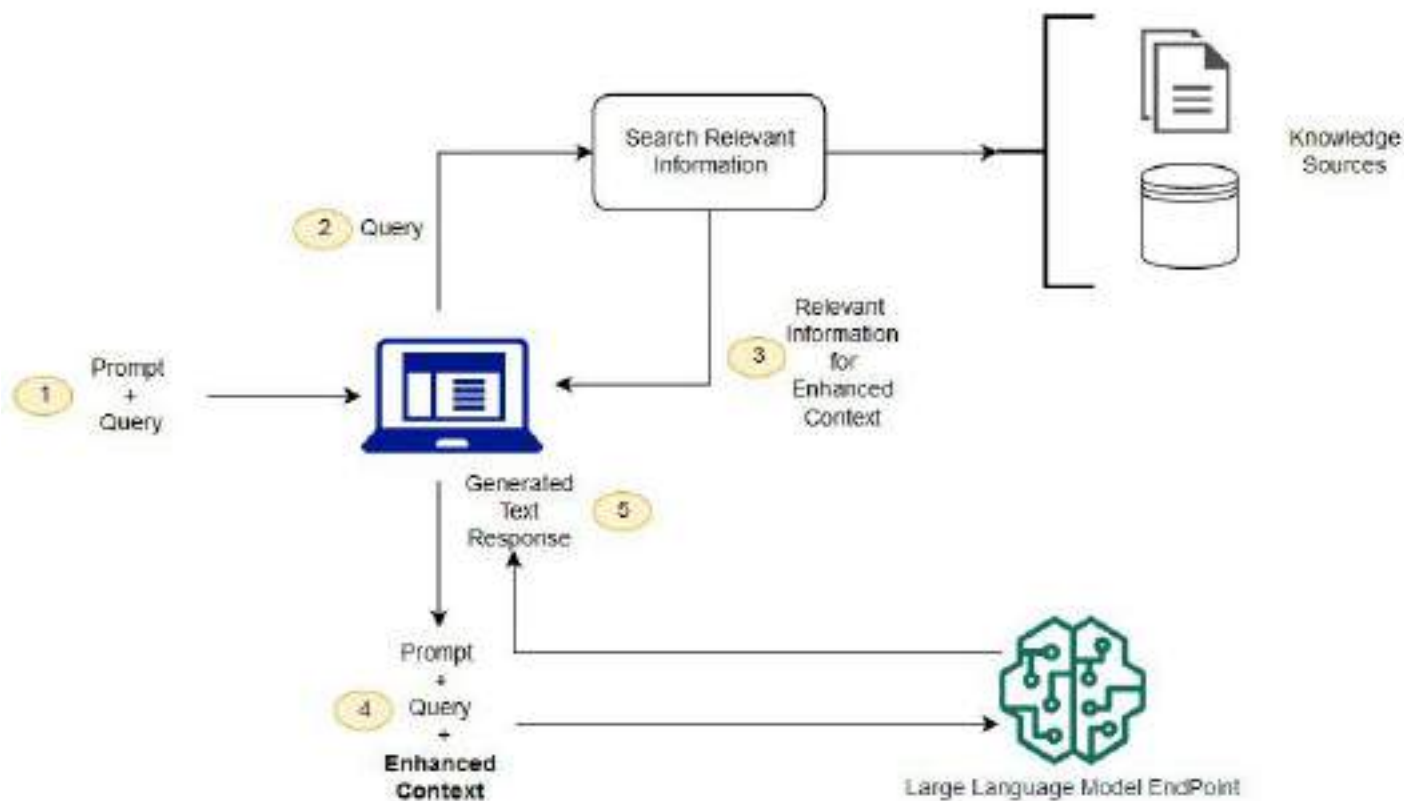 Search Relevant
Information
Knowledge
Sources
2 Query
Relevant
Information
for
Enhanced
Context
3
1
Prompt
+
Query
Generated
Text
Response
5
Prompt
+
4 Query
+
Enhanced
Context
Large Language Model EndPoint